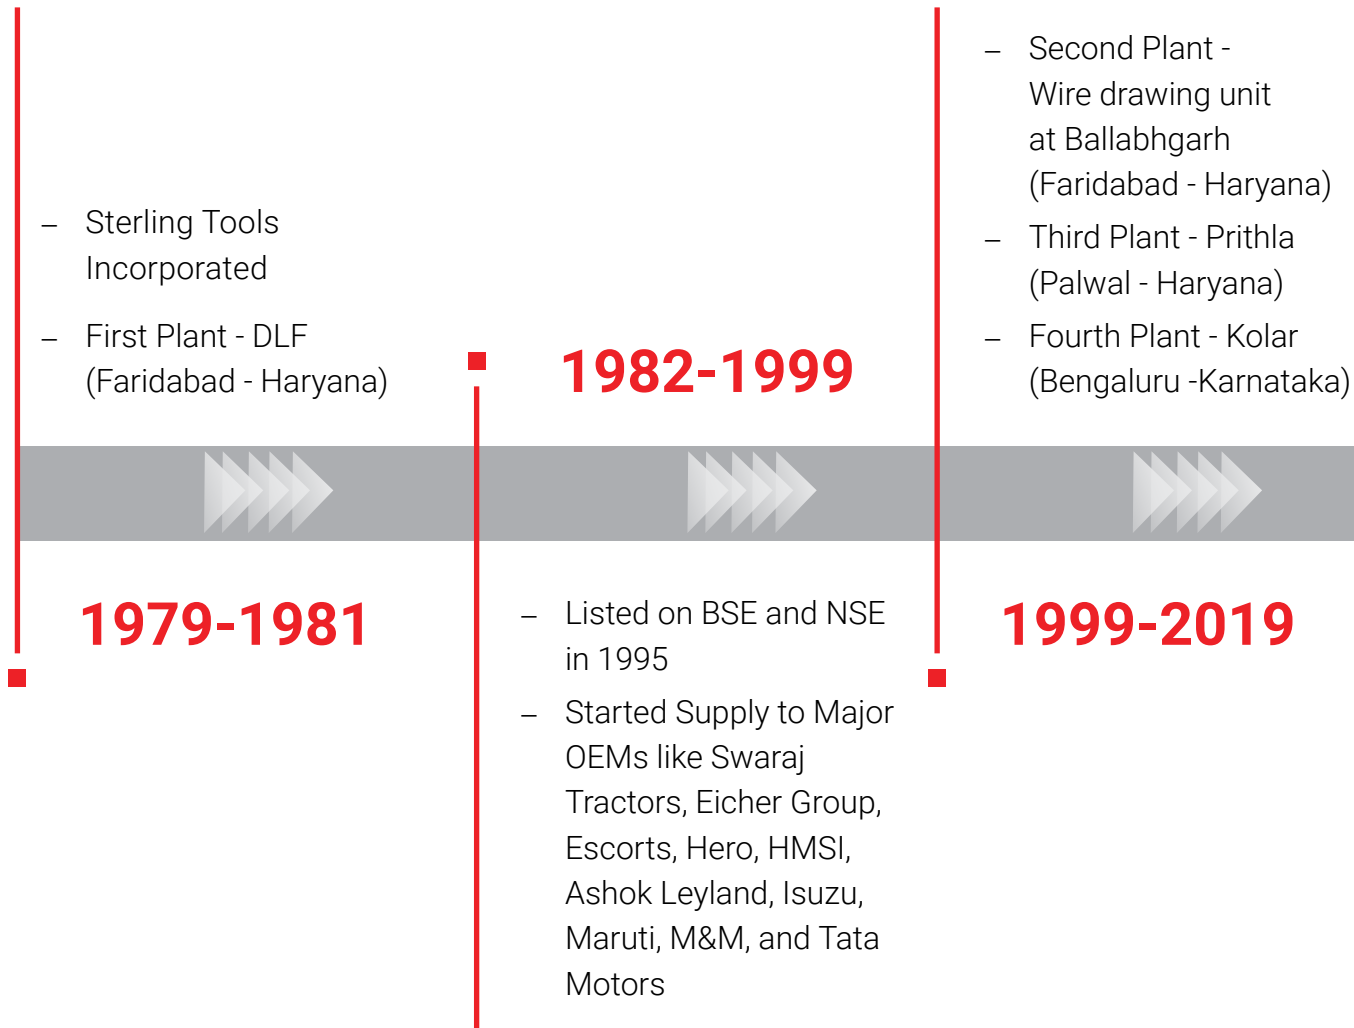 – Sterling Tools
Incorporated
– First Plant - DLF
(Faridabad - Haryana)
1979-1981
1982-1999
– Listed on BSE and NSE
in 1995
– Started Supply to Major
OEMs like Swaraj
Tractors, Eicher Group,
Escorts, Hero, HMSI,
Ashok Leyland, Isuzu,
Maruti, M&M, and Tata
Motors
– Second Plant -
Wire drawing unit
at Ballabhgarh
(Faridabad - Haryana)
– Third Plant - Prithla
(Palwal - Haryana)
– Fourth Plant - Kolar
(Bengaluru -Karnataka)
1999-2019